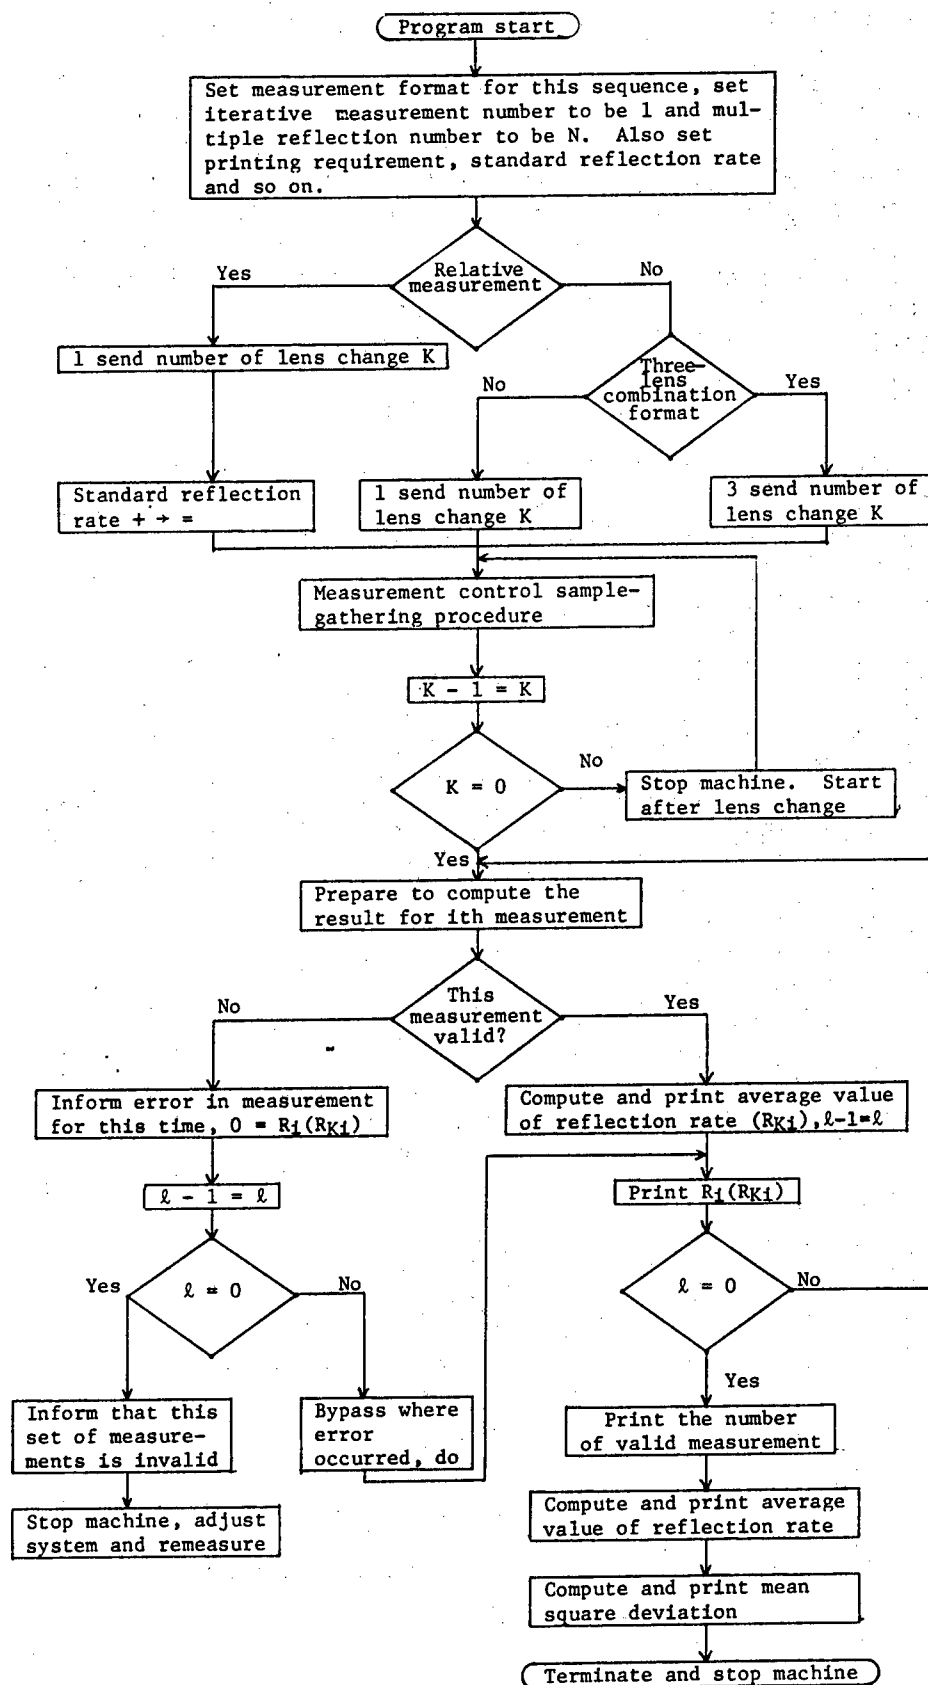 Program start
Set measurement format for this sequence, set
iterative measurement number to be 1 and mul-
tiple reflection number to be N. Also set
printing requirement, standard reflection rate
and so on.
Relative
measurement
Yes
No
1 send number of lens change K
Three-
lens
combination
format
No
Yes
Standard reflection
rate + → =
1 send number of
lens change K
3 send number of
lens change K
Measurement control sample-
gathering procedure
K - 1 = K
K = 0
No
Stop machine. Start
after lens change
Yes
Prepare to compute the
result for ith measurement
This
measurement
valid?
No
Yes
Inform error in measurement
for this time, 0 = Ri(RKi)
Compute and print average value
of reflection rate (RKi),ℓ-1=ℓ
ℓ - 1 = ℓ
Print Ri(RKi)
Yes
ℓ = 0
No
ℓ = 0
No
Yes
Inform that this
set of measure-
ments is invalid
Bypass where
error
occurred, do
Print the number
of valid measurement
Stop machine, adjust
system and remeasure
Compute and print average
value of reflection rate
Compute and print mean
square deviation
Terminate and stop machine